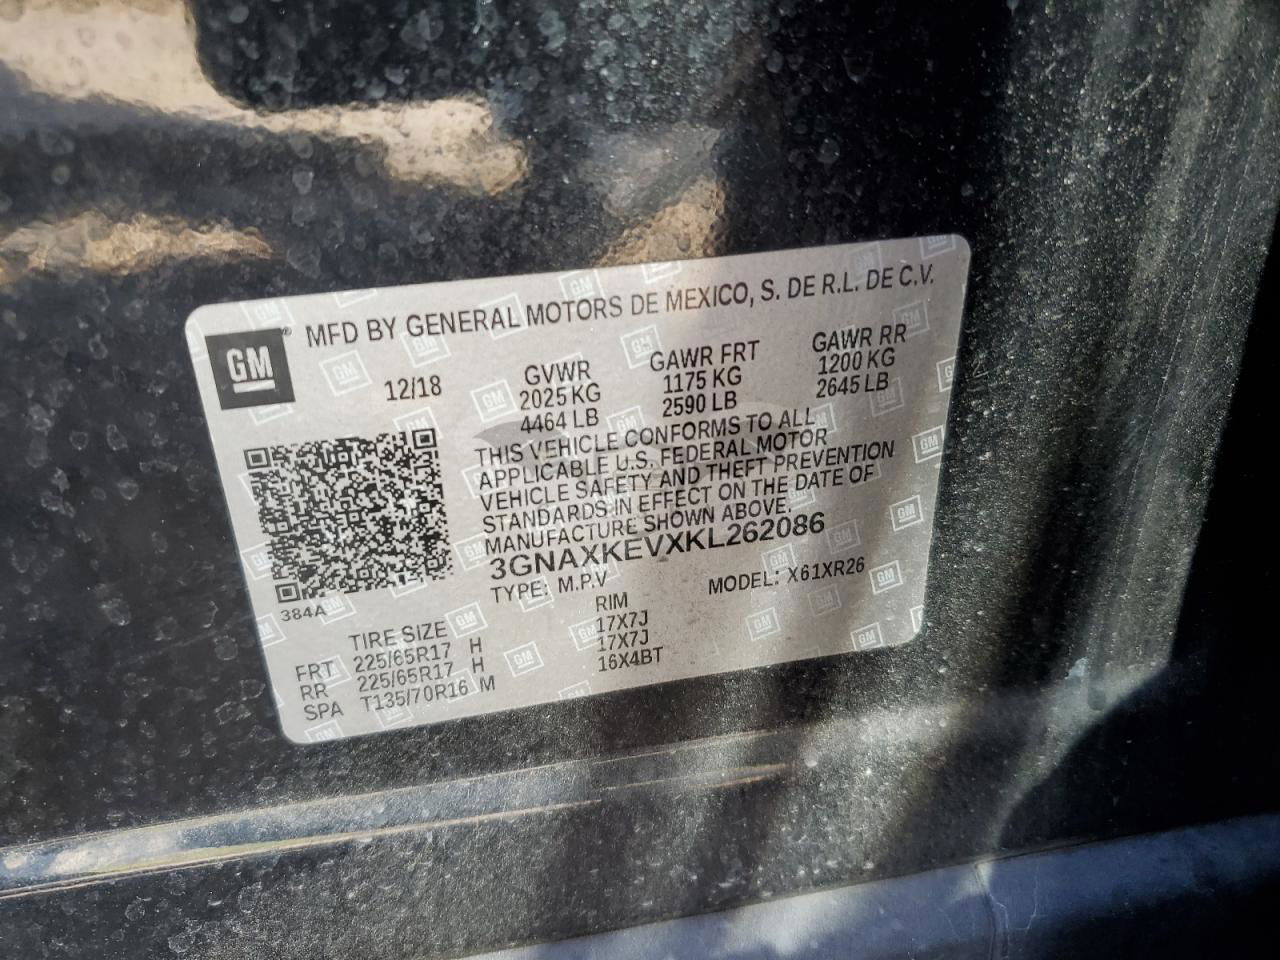 MFD BY GENERAL MOTORS DE MEXICO, S. DE R.L. DE C.V.
GM ®
12/18
GVWR
2025 KG
4464 LB
GAWR FRT
1175 KG
2590 LB
GAWR RR
1200 KG
2645 LB
THIS VEHICLE CONFORMS TO ALL
APPLICABLE U.S. FEDERAL MOTOR
VEHICLE SAFETY AND THEFT PREVENTION
STANDARDS IN EFFECT ON THE DATE OF
MANUFACTURE SHOWN ABOVE.
3GNAXKEVXKL262086
TYPE: M.P.V
MODEL: X61XR26
384A
TIRE SIZE
RIM
FRT 225/65R17 H 17X7J
RR 225/65R17 H 17X7J
SPA T135/70R16 M 16X4BT